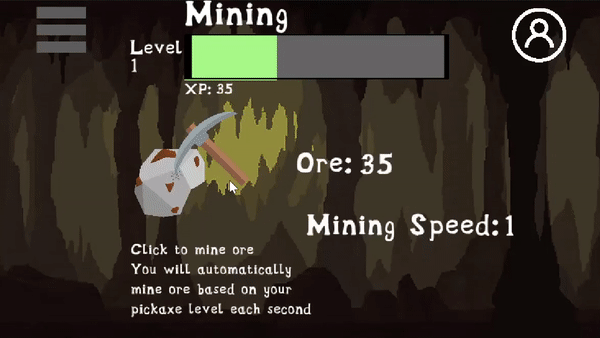 Mining
Level
1
XP: 35
Ore: 35
Mining Speed:1
Click to mine ore
You will automatically
mine ore based on your
pickaxe level each second